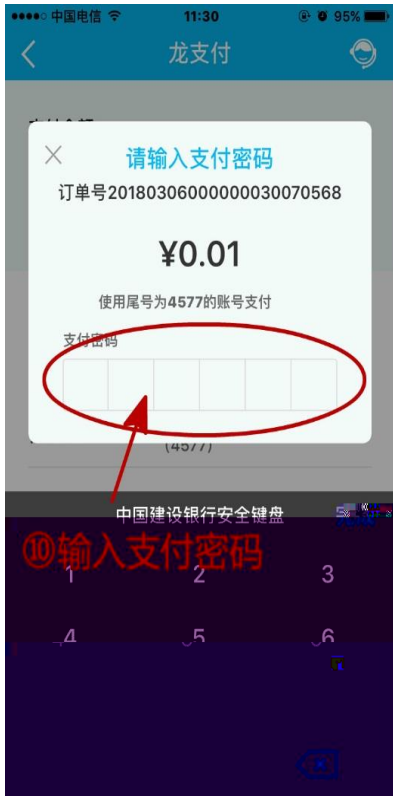 中国电信 11:30 95%
龙支付
请输入支付密码
订单号20180306000000030070568
¥0.01
使用尾号为4577的账号支付
支付密码
(4577)
中国建设银行安全键盘
⑩输入支付密码
1 2 3
4 5 6